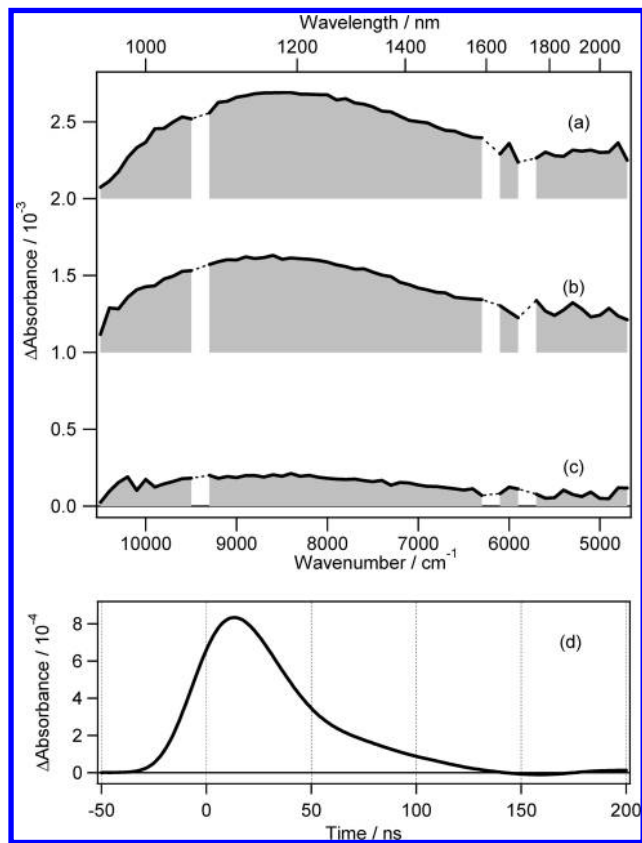 Wavelength / nm
1000 1200 1400 1600 1800 2000
ΔAbsorbance / 10⁻³
2.5
2.0
1.5
1.0
0.5
0.0
(a)
(b)
(c)
10000 9000 8000 7000 6000 5000
Wavenumber / cm⁻¹
ΔAbsorbance / 10⁻⁴
8
6
4
2
0
(d)
-50 0 50 100 150 200
Time / ns